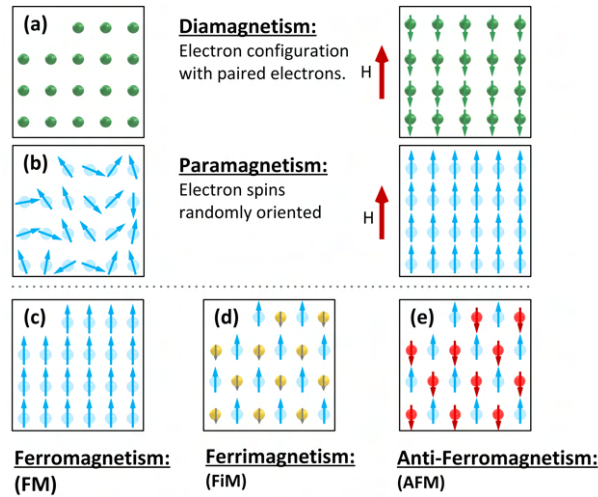 (a)
Diamagnetism:
Electron configuration
with paired electrons.
H
(b)
Paramagnetism:
Electron spins
randomly oriented
H
(c)
(d)
(e)
Ferromagnetism:
(FM)
Ferrimagnetism:
(FiM)
Anti-Ferromagnetism:
(AFM)